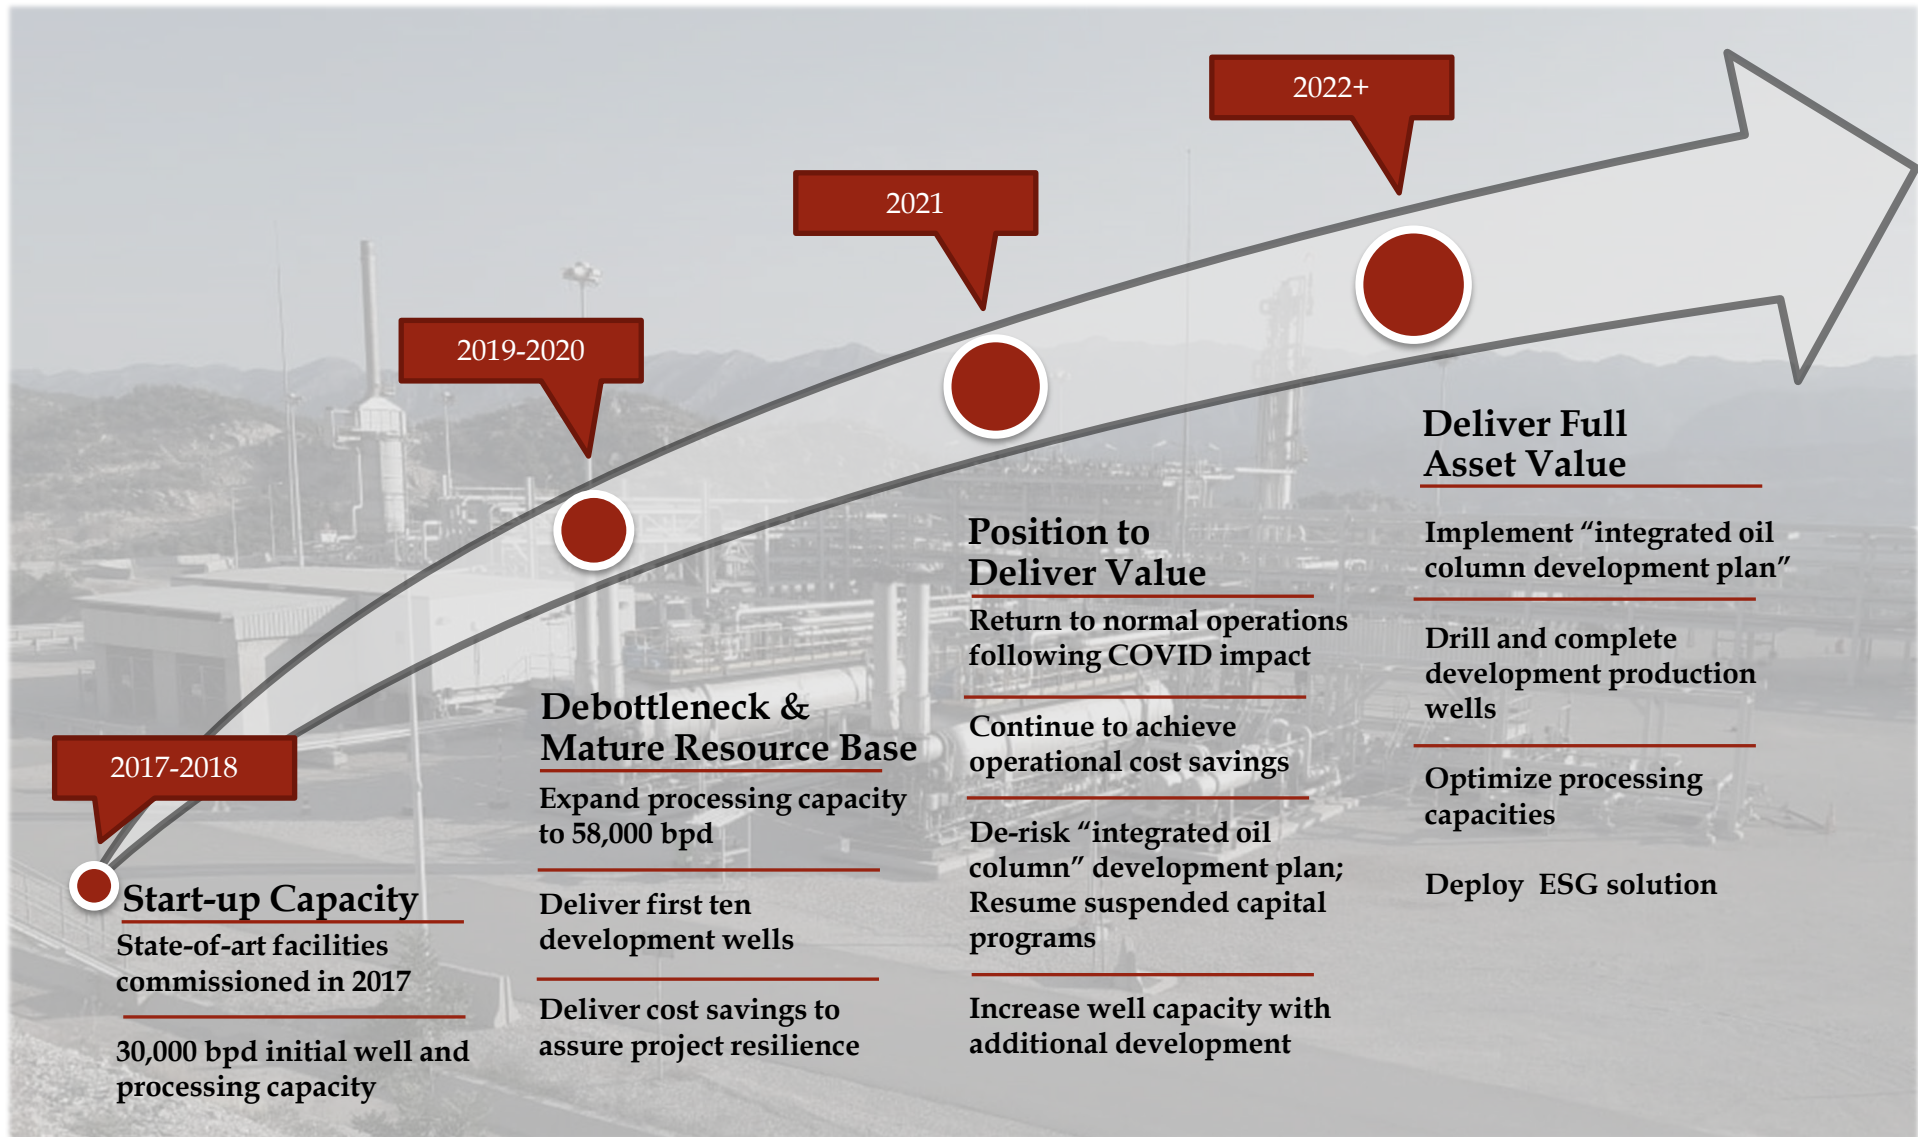 2017-2018
Start-up Capacity
State-of-art facilities
commissioned in 2017
30,000 bpd initial well and
processing capacity
2019-2020
Debottleneck &
Mature Resource Base
Expand processing capacity
to 58,000 bpd
Deliver first ten
development wells
Deliver cost savings to
assure project resilience
2021
Position to
Deliver Value
Return to normal operations
following COVID impact
Continue to achieve
operational cost savings
De-risk “integrated oil
column” development plan;
Resume suspended capital
programs
Increase well capacity with
additional development
2022+
Deliver Full
Asset Value
Implement “integrated oil
column development plan”
Drill and complete
development production
wells
Optimize processing
capacities
Deploy  ESG solution